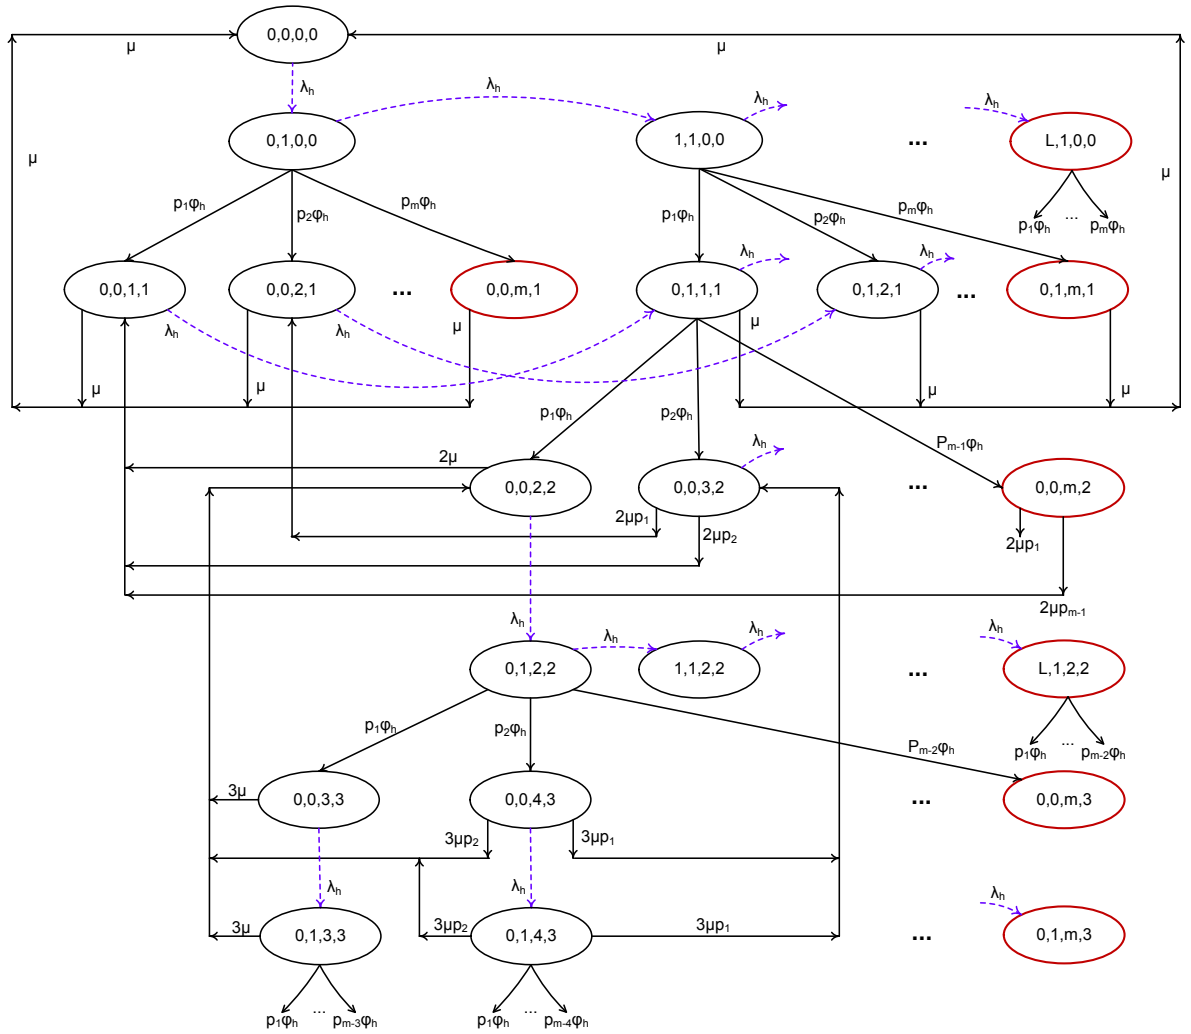 0,0,0,0
μ μ
λh
λh λh λh
0,1,0,0 1,1,0,0 ... L,1,0,0
μ μ
p1φh p2φh pmφh p1φh p2φh pmφh p1φh ... pmφh
λh λh
0,0,1,1 0,0,2,1 ... 0,0,m,1 0,1,1,1 0,1,2,1 ... 0,1,m,1
λh λh μ μ
μ μ μ μ
p1φh p2φh Pm-1φh
2μ λh
0,0,2,2 0,0,3,2 ... 0,0,m,2
2μp1 2μp2 2μp1
2μpm-1
λh λh λh λh
0,1,2,2 1,1,2,2 ... L,1,2,2
p1φh p2φh Pm-2φh p1φh ... pm-2φh
3μ 0,0,3,3 0,0,4,3 ... 0,0,m,3
3μp2 3μp1
λh λh λh
3μ 0,1,3,3 3μp2 0,1,4,3 3μp1 ... 0,1,m,3
p1φh ... pm-3φh p1φh ... pm-4φh